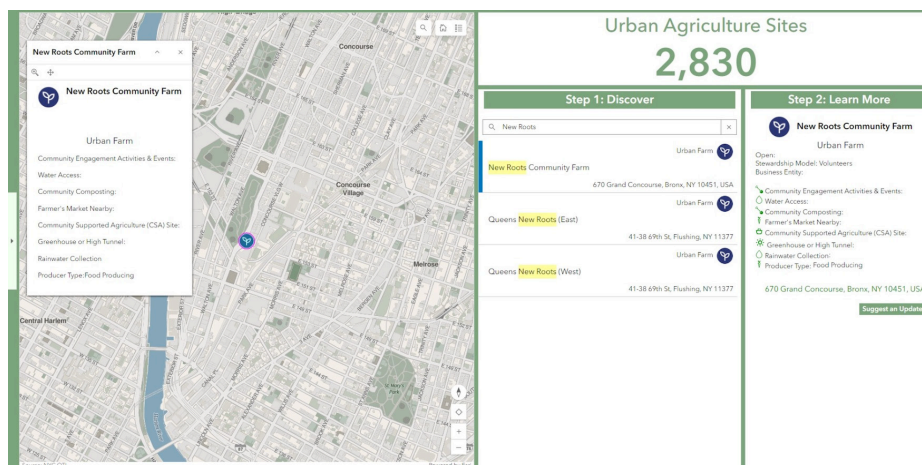 New Roots Community Farm
New Roots Community Farm
Urban Farm
Community Engagement Activities & Events:
Water Access:
Community Composting:
Farmer's Market Nearby:
Community Supported Agriculture (CSA) Site:
Greenhouse or High Tunnel:
Rainwater Collection
Producer Type:Food Producing
Concourse
Concourse
Village
Melrose
Central Harlem
St. Mary's
Park
Urban Agriculture Sites
2,830
Step 1: Discover
New Roots
Urban Farm
New Roots Community Farm
670 Grand Concourse, Bronx, NY 10451, USA
Urban Farm
Queens New Roots (East)
41-38 69th St, Flushing, NY 11377
Urban Farm
Queens New Roots (West)
41-38 69th St, Flushing, NY 11377
Step 2: Learn More
New Roots Community Farm
Urban Farm
Open:
Stewardship Model: Volunteers
Business Entity:
Community Engagement Activities & Events:
Water Access:
Community Composting:
Farmer's Market Nearby:
Community Supported Agriculture (CSA) Site:
Greenhouse or High Tunnel:
Rainwater Collection
Producer Type: Food Producing
670 Grand Concourse, Bronx, NY 10451, USA
Suggest an Update